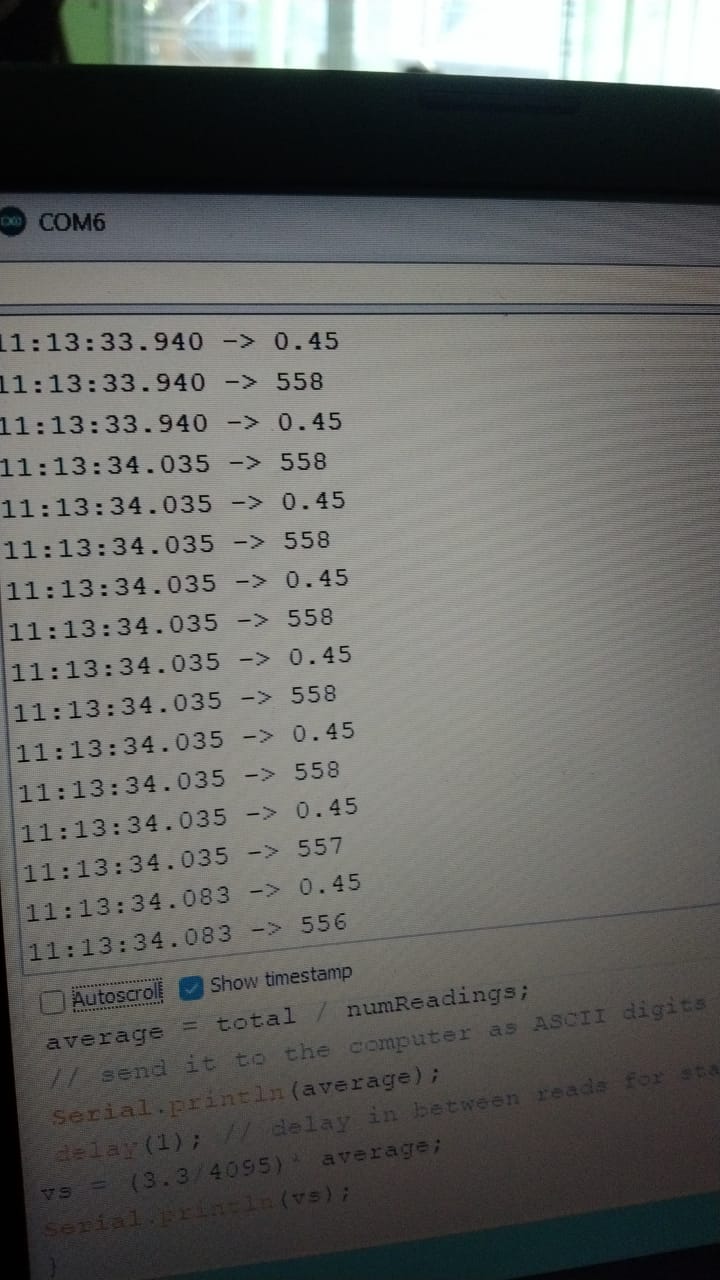 COM6
11:13:33.940 -> 0.45
11:13:33.940 -> 558
11:13:33.940 -> 0.45
11:13:34.035 -> 558
11:13:34.035 -> 0.45
11:13:34.035 -> 558
11:13:34.035 -> 0.45
11:13:34.035 -> 558
11:13:34.035 -> 0.45
11:13:34.035 -> 558
11:13:34.035 -> 0.45
11:13:34.035 -> 558
11:13:34.035 -> 0.45
11:13:34.035 -> 557
11:13:34.083 -> 0.45
11:13:34.083 -> 556
Autoscroll Show timestamp
average = total / numReadings;
// send it to the computer as ASCII digits
Serial.println(average);
delay(1); // delay in between reads for sta
vs = (3.3/4095)* average;
Serial.println(vs);
}